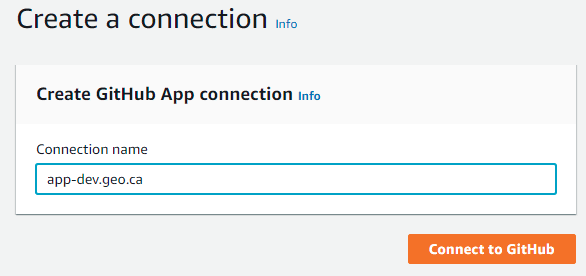 Create a connection Info
Create GitHub App connection Info
Connection name
app-dev.geo.ca
Connect to GitHub